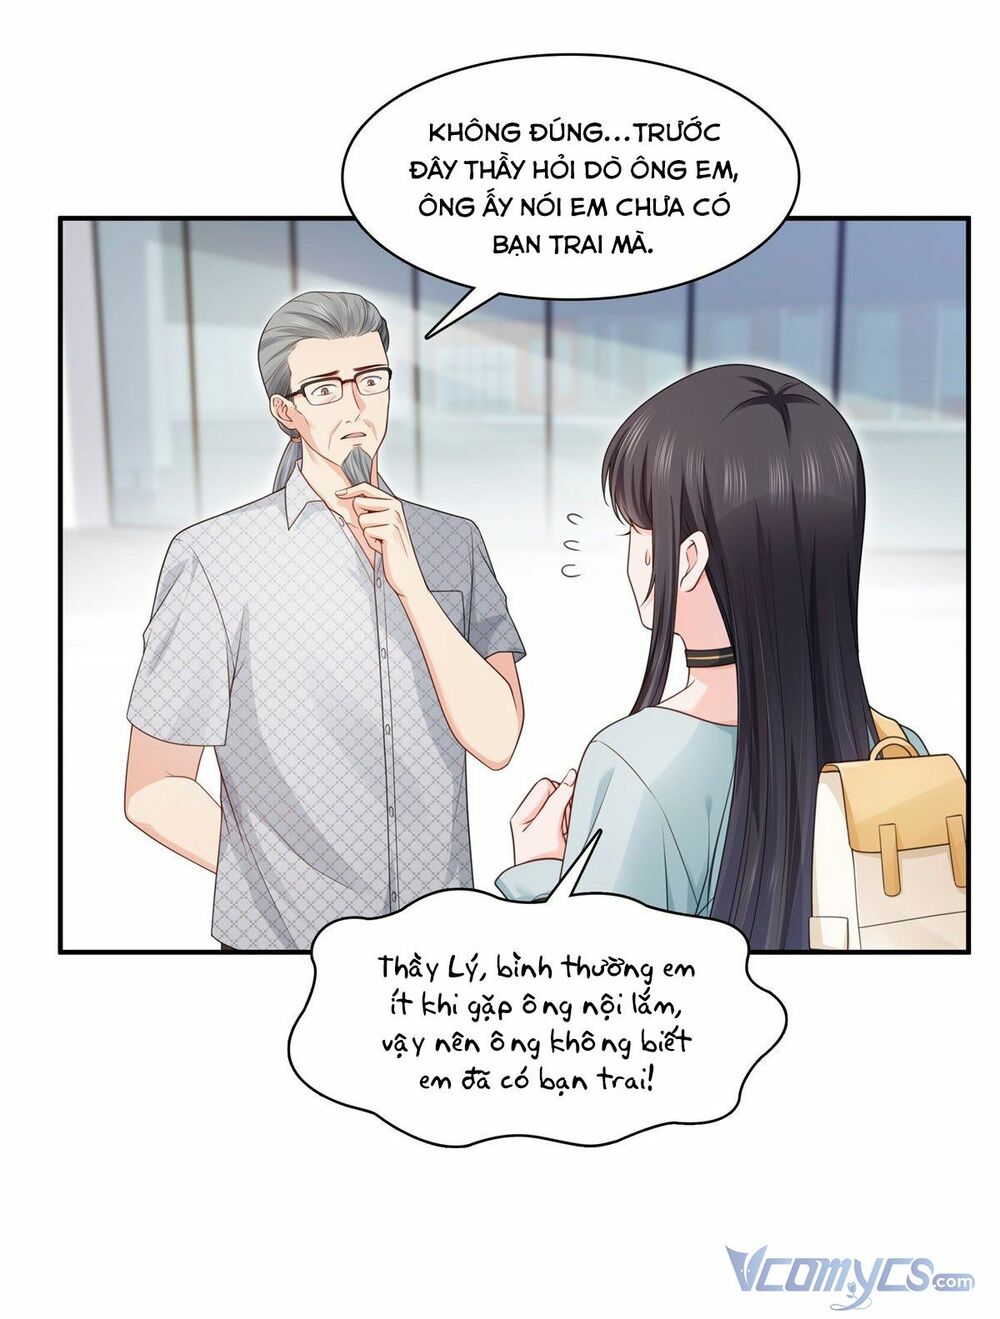 KHÔNG ĐÚNG...TRƯỚC
ĐÂY THẦY HỎI DÒ ÔNG EM,
ÔNG ẤY NÓI EM CHƯA CÓ
BẠN TRAI MÀ.
Thầy Lý, bình thường em
ít khi gặp ông nội lắm,
vậy nên ông không biết
em đã có bạn trai!
Vcomycs.com